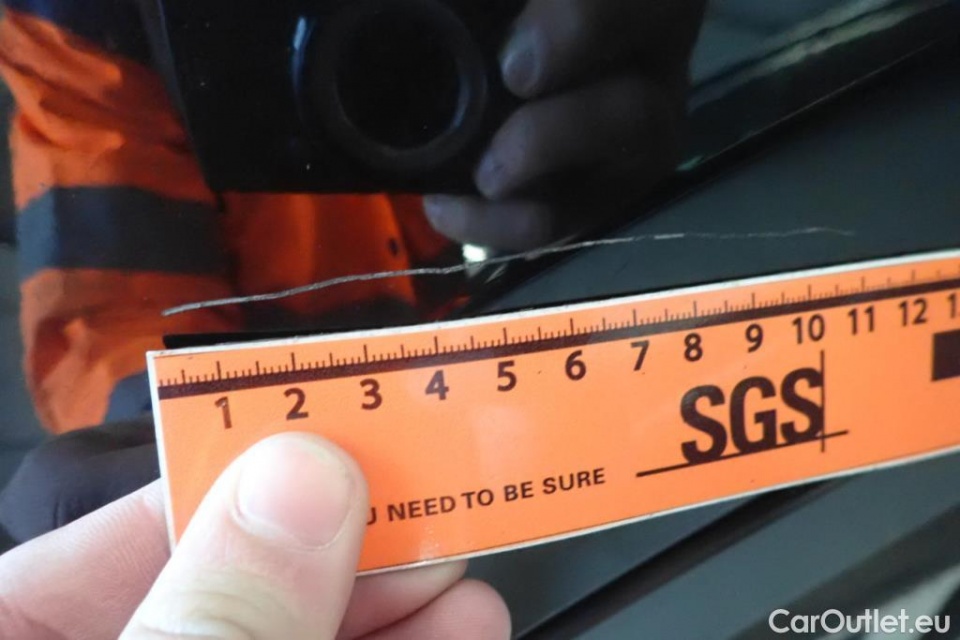 1 2 3 4 5 6 7 8 9 10 11 12
SGS
NEED TO BE SURE
CarOutlet.eu